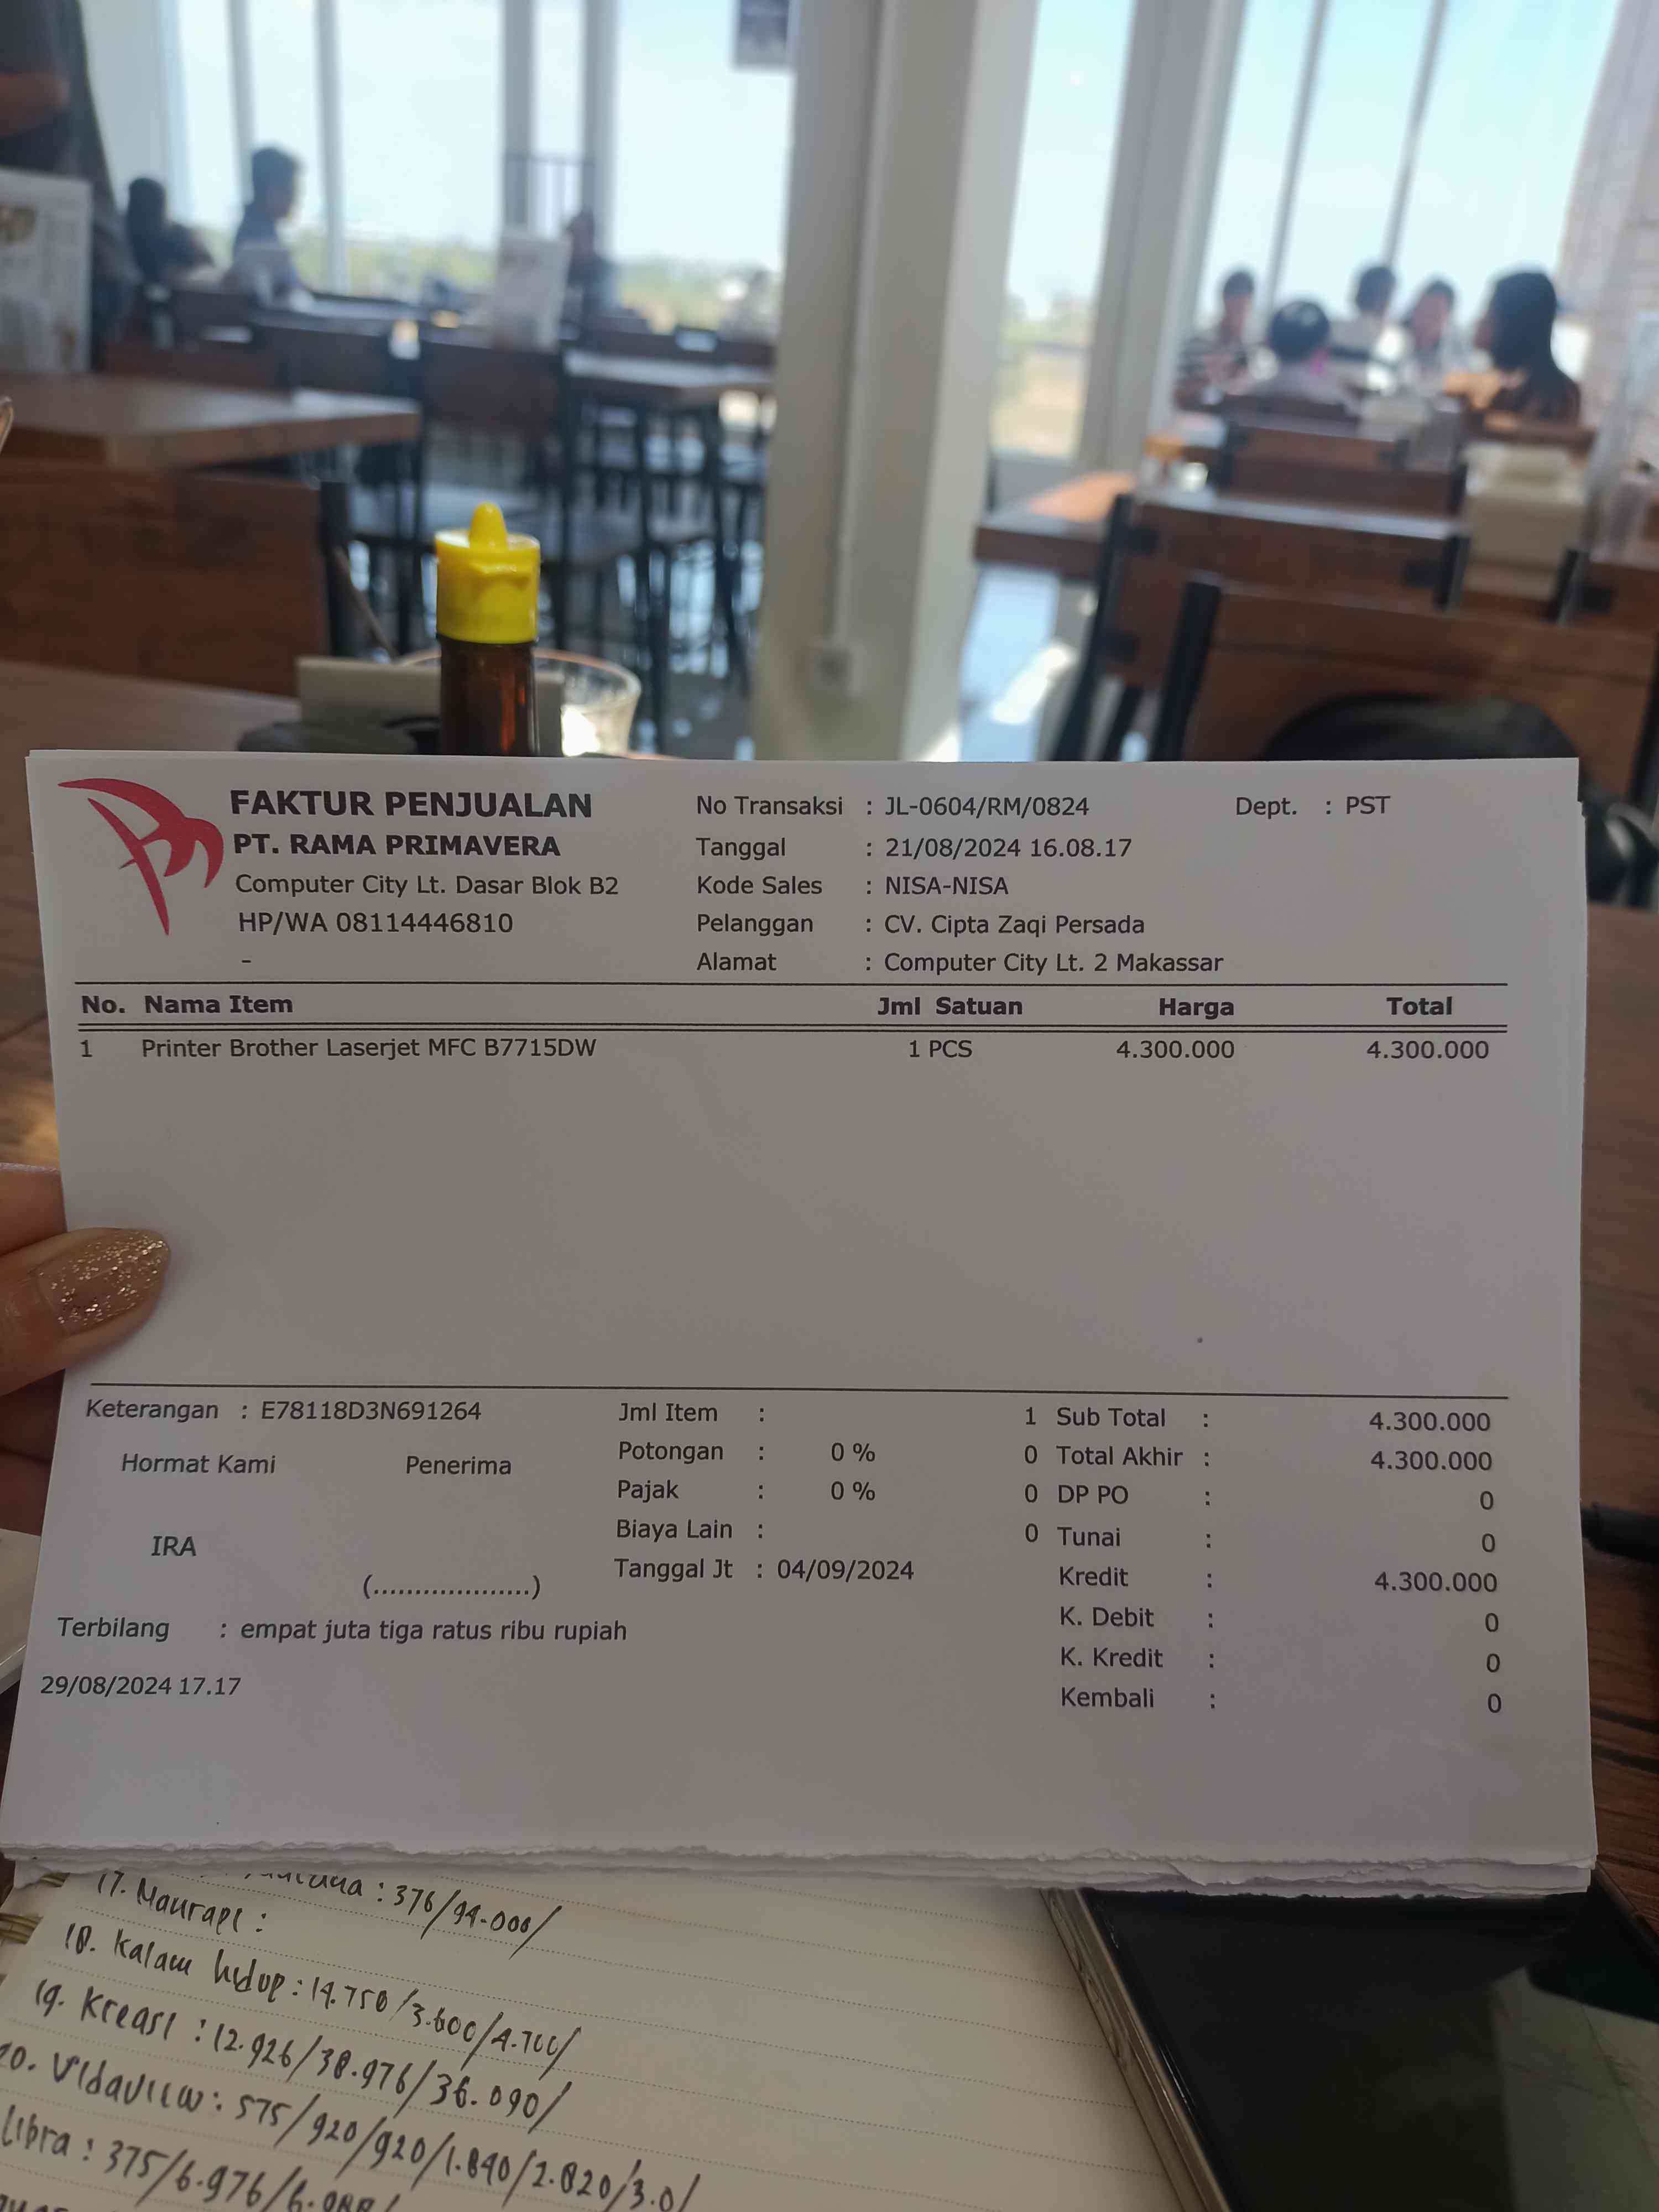 FAKTUR PENJUALAN
PT. RAMA PRIMAVERA
Computer City Lt. Dasar Blok B2
HP/WA 08114446810
-
No Transaksi : JL-0604/RM/0824 Dept. : PST
Tanggal : 21/08/2024 16.08.17
Kode Sales : NISA-NISA
Pelanggan : CV. Cipta Zaqi Persada
Alamat : Computer City Lt. 2 Makassar
No. Nama Item Jml Satuan Harga Total
1 Printer Brother Laserjet MFC B7715DW 1 PCS 4.300.000 4.300.000
Keterangan : E78118D3N691264
Hormat Kami Penerima
IRA
(...................)
Jml Item : 1
Potongan : 0 % 0
Pajak : 0 % 0
Biaya Lain : 0
Tanggal Jt : 04/09/2024
Sub Total : 4.300.000
Total Akhir : 4.300.000
DP PO : 0
Tunai : 0
Kredit : 4.300.000
K. Debit : 0
K. Kredit : 0
Kembali : 0
Terbilang : empat juta tiga ratus ribu rupiah
29/08/2024 17.17
: 376/94.000/
17. Maurapi :
18. Kalam hidup : 14.750/3.600/4.700/
19. Kreasi : 12.926/38.976/36.090/
20. Vidaview : 575/920/920/1.840/2.820/3.0/
Libra : 375/6.976/